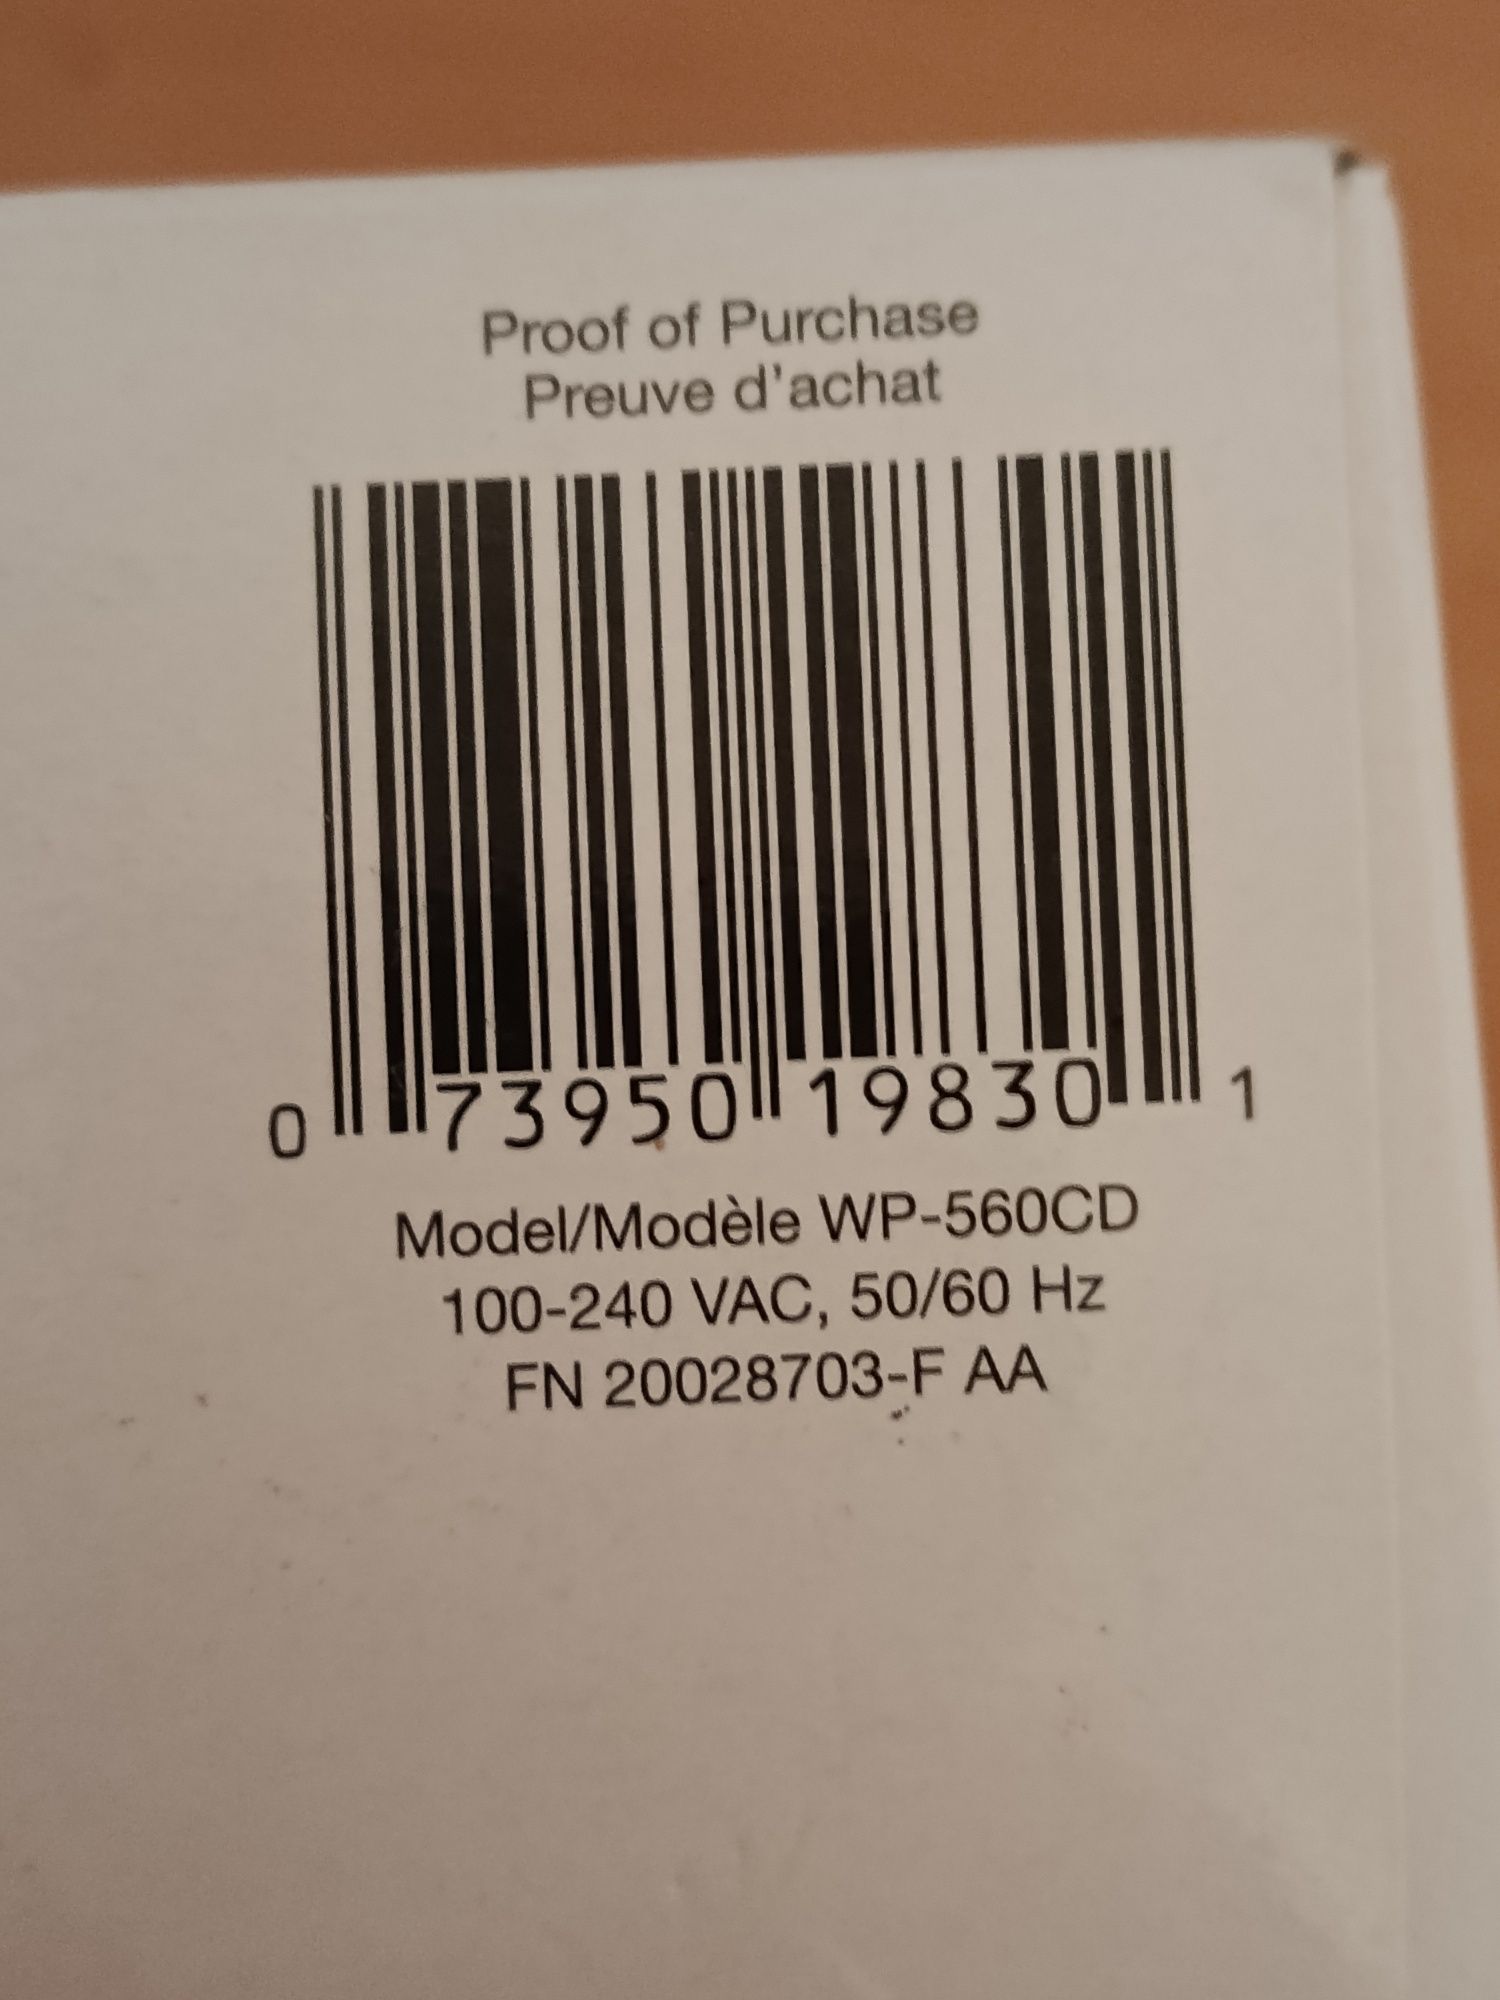 Proof of Purchase
Preuve d'achat
0 73950 19830 1
Model/Modèle WP-560CD
100-240 VAC, 50/60 Hz
FN 20028703-F AA